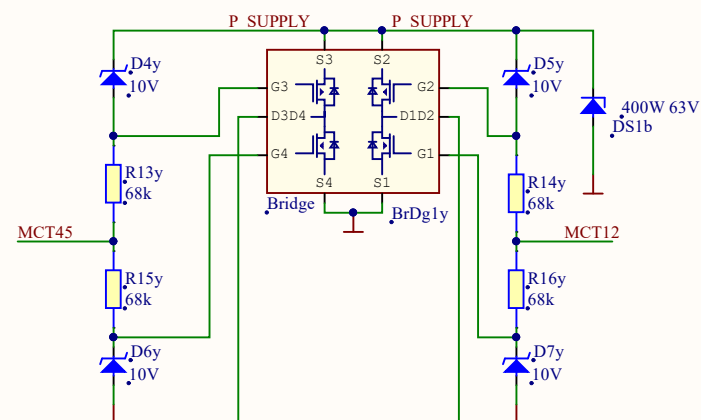 P SUPPLY P SUPPLY
D4y
10V
S3 S2
D5y
10V
G3 G2
400W 63V
DS1b
D3D4 D1D2
G4 G1
R13y
68k
S4 S1
R14y
68k
Bridge
BrDg1y
MCT45
MCT12
R15y
68k
R16y
68k
D6y
10V
D7y
10V